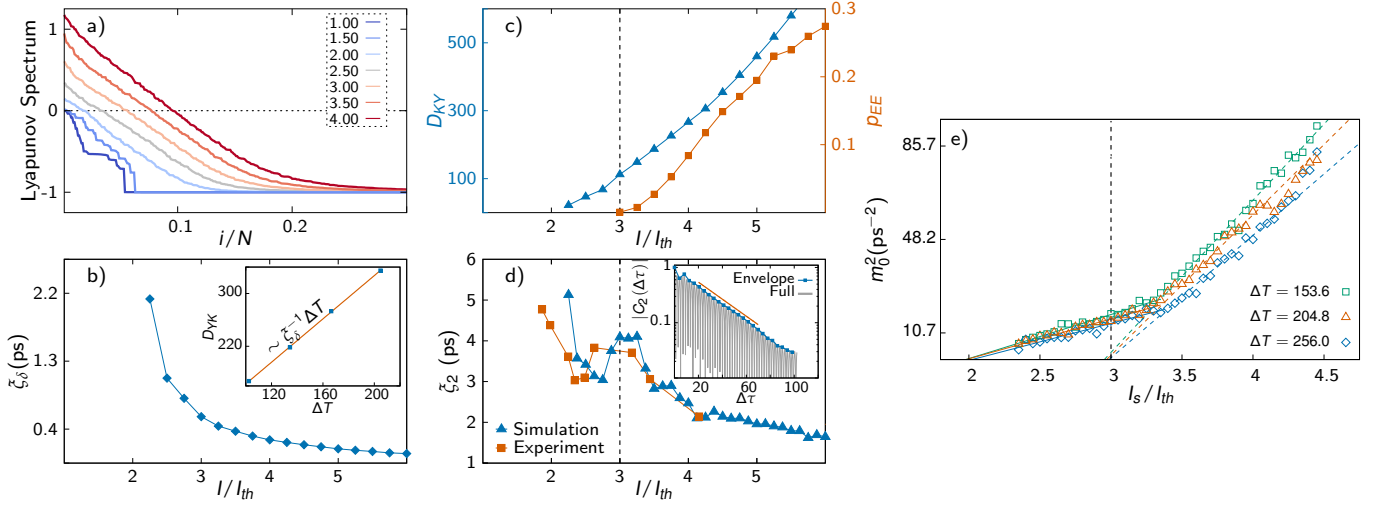 a)
1
0
-1
Lyapunov Spectrum
0.1
0.2
i/N
1.00
1.50
2.00
2.50
3.00
3.50
4.00
b)
2.2
1.3
0.4
ξ̃δ(ps)
2
3
4
5
I/Ith
300
220
DYK
∼ ξ̃δ⁻¹ ΔT
120
160
200
ΔT
c)
600
300
100
DKY
0.3
0.2
0.1
pEE
2
3
4
5
I/Ith
d)
6
5
4
3
2
1
ξ̃2 (ps)
Simulation
Experiment
2
3
4
5
I/Ith
1
0.1
|C2(Δτ)|
Envelope
Full
20
60
100
Δτ
e)
85.7
48.2
10.7
m0²(ps⁻²)
ΔT = 153.6
ΔT = 204.8
ΔT = 256.0
2
2.5
3
3.5
4
4.5
Is/Ith